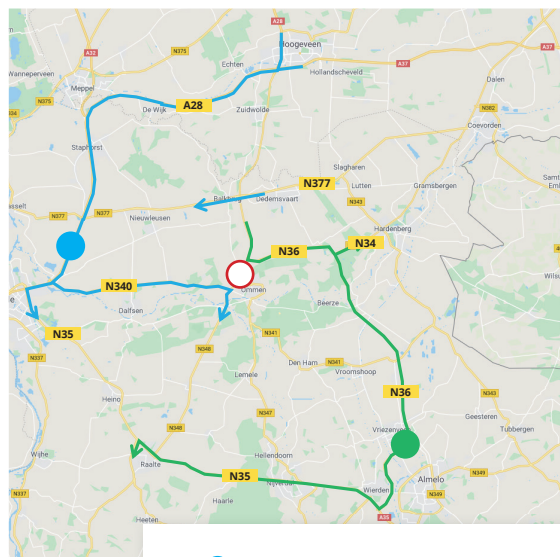 A28
N375
Hoogeveen
A32
Echten
A37
Wanneperveen
Hollandscheveld
A37
Meppel
Dalen
N375
De Wijk
A28
Zuidwolde
N382
Coevorden
Staphorst
Slagharen
N377
Lutten
Gramsbergen
Dedemsvaart
N343
N377
N377
Nieuwleusen
Hardenberg
N36
N34
N340
Ommen
Beerze
Dalfsen
N35
N341
N337
N348
Den Ham
N341
Vroomshoop
Lemele
N36
N343
Heino
Geesteren
N347
N348
Vriezenveen
Tubbergen
Wijhe
Hellendoorn
Raalte
N349
N35
Almelo
Nijverdal
Wierden
N337
N349
Haarle
A35
Heeten